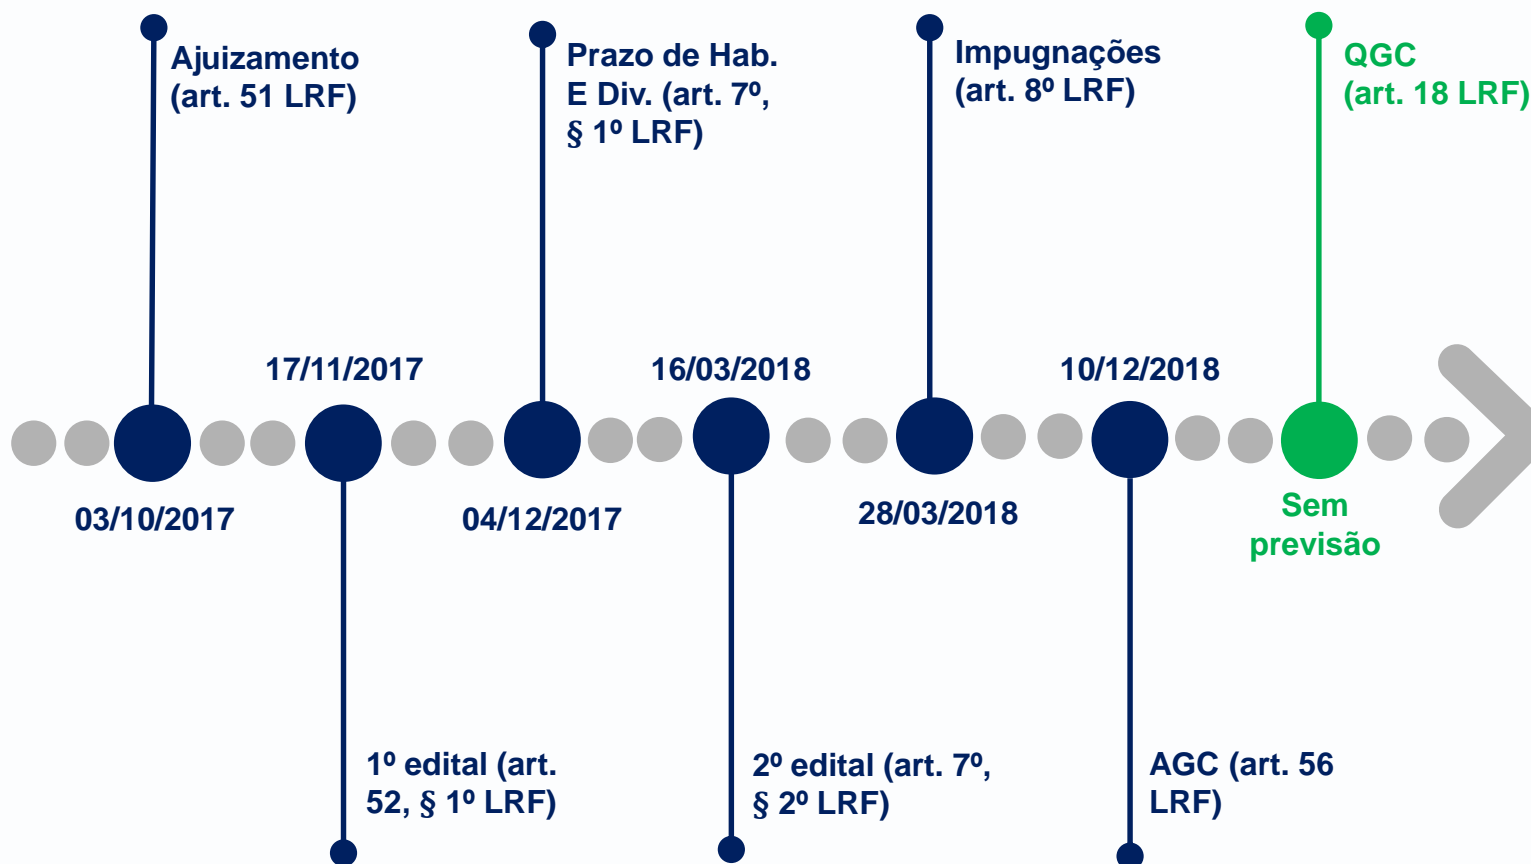 Ajuizamento
(art. 51 LRF)
Prazo de Hab.
E Div. (art. 7º,
§ 1º LRF)
Impugnações
(art. 8º LRF)
QGC
(art. 18 LRF)
17/11/2017
16/03/2018
10/12/2018
03/10/2017
04/12/2017
28/03/2018
Sem
previsão
1º edital (art.
52, § 1º LRF)
2º edital (art. 7º,
§ 2º LRF)
AGC (art. 56
LRF)